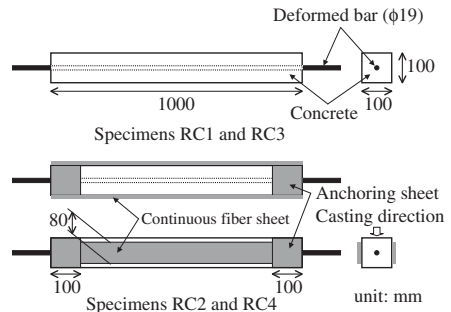 Deformed bar (ϕ19)
100
1000
100
Concrete
Specimens RC1 and RC3
Anchoring sheet
Continuous fiber sheet
Casting direction
80
100
100
unit: mm
Specimens RC2 and RC4